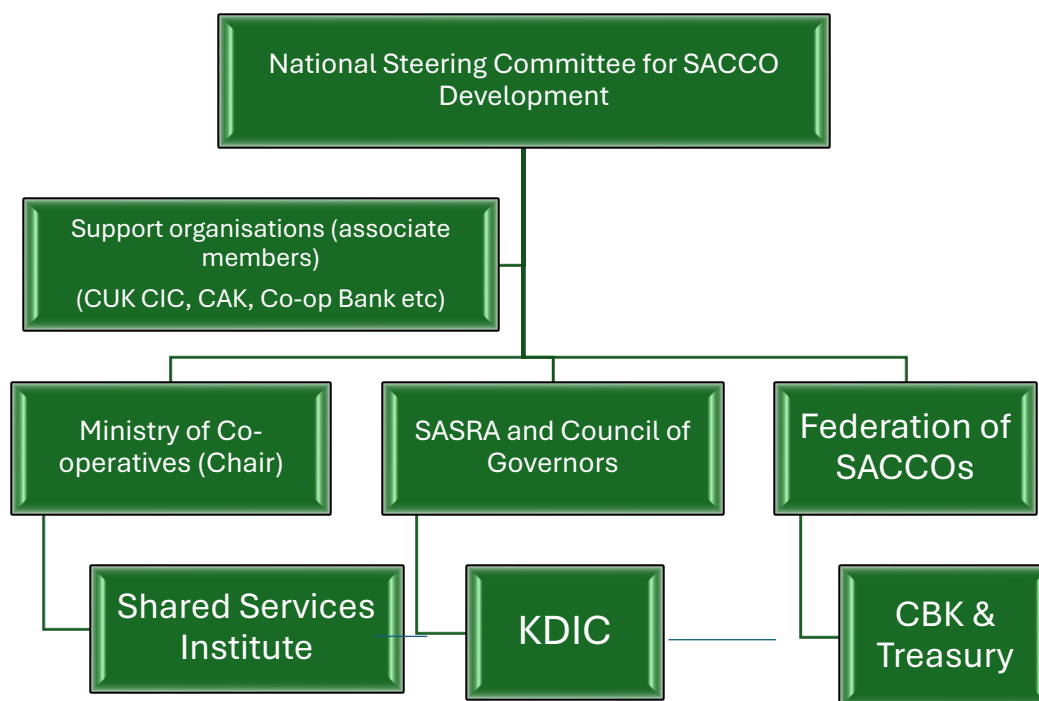 National Steering Committee for SACCO
Development
Support organisations (associate
members)
(CUK CIC, CAK, Co-op Bank etc)
Ministry of Co-
operatives (Chair)
SASRA and Council of
Governors
Federation of
SACCOs
Shared Services
Institute
KDIC
CBK &
Treasury